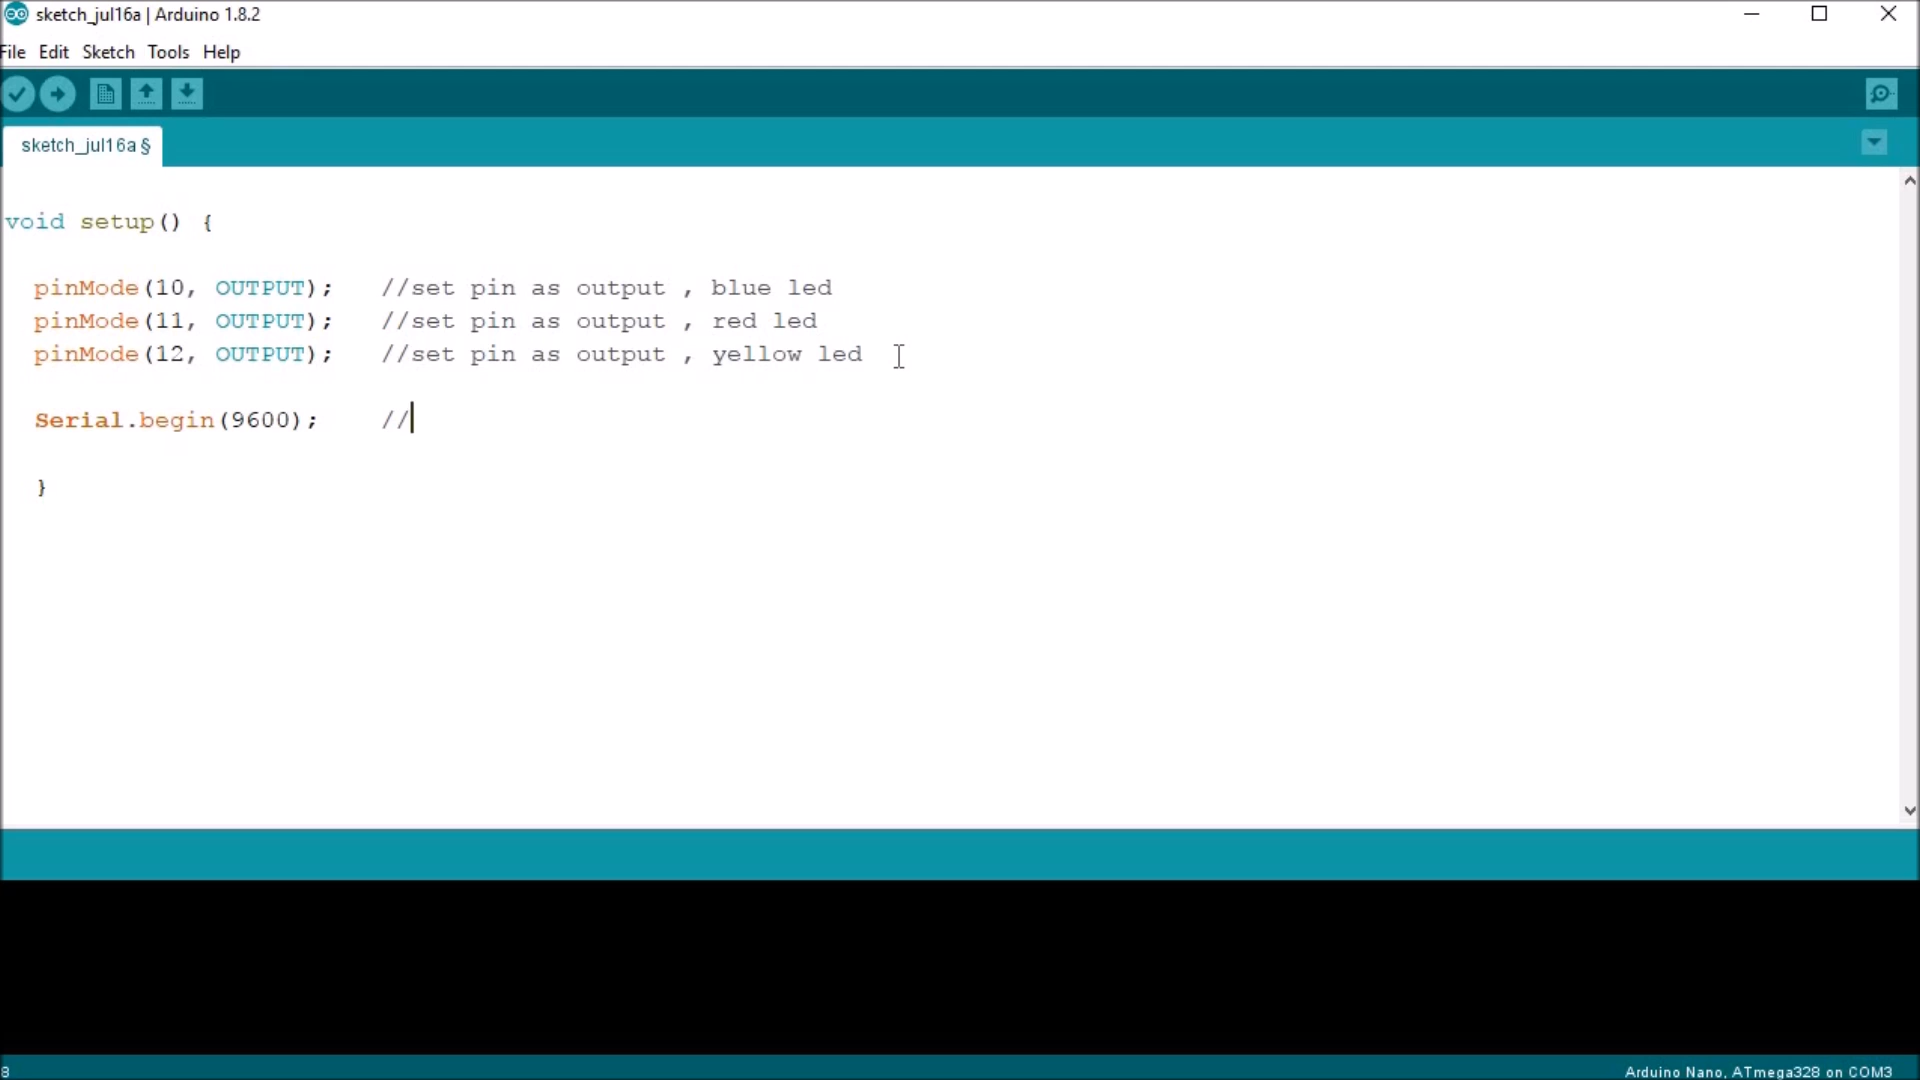 sketch_jul16a | Arduino 1.8.2
File Edit Sketch Tools Help
sketch_jul16a §
void setup() {
pinMode(10, OUTPUT); //set pin as output , blue led
pinMode(11, OUTPUT); //set pin as output , red led
pinMode(12, OUTPUT); //set pin as output , yellow led
Serial.begin(9600); //
}
8 Arduino Nano, ATmega328 on COM3